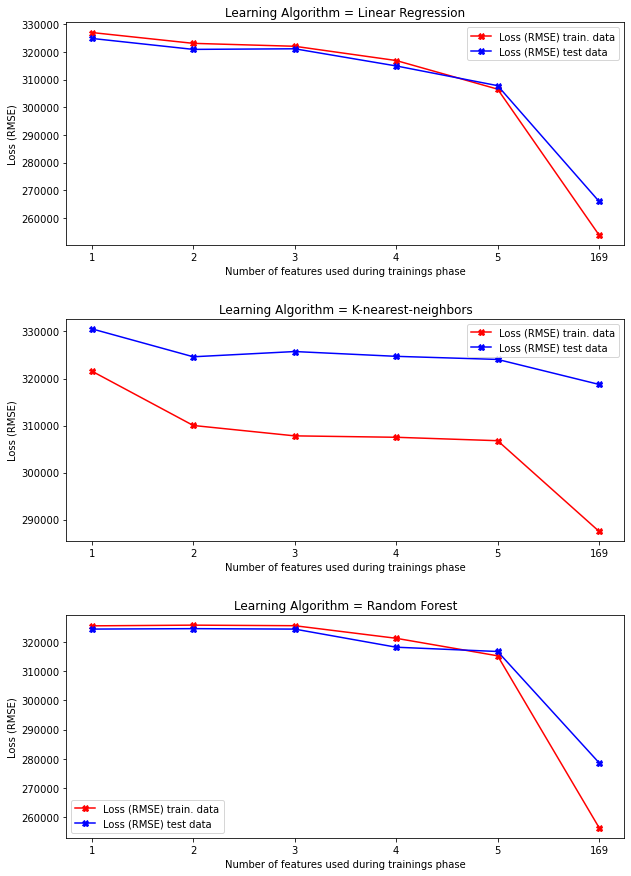 Learning Algorithm = Linear Regression
330000
320000
310000
300000
290000
280000
270000
260000
Loss (RMSE)
Loss (RMSE) train. data
Loss (RMSE) test data
1 2 3 4 5 169
Number of features used during trainings phase
Learning Algorithm = K-nearest-neighbors
330000
320000
310000
300000
290000
Loss (RMSE)
Loss (RMSE) train. data
Loss (RMSE) test data
1 2 3 4 5 169
Number of features used during trainings phase
Learning Algorithm = Random Forest
320000
310000
300000
290000
280000
270000
260000
Loss (RMSE)
Loss (RMSE) train. data
Loss (RMSE) test data
1 2 3 4 5 169
Number of features used during trainings phase